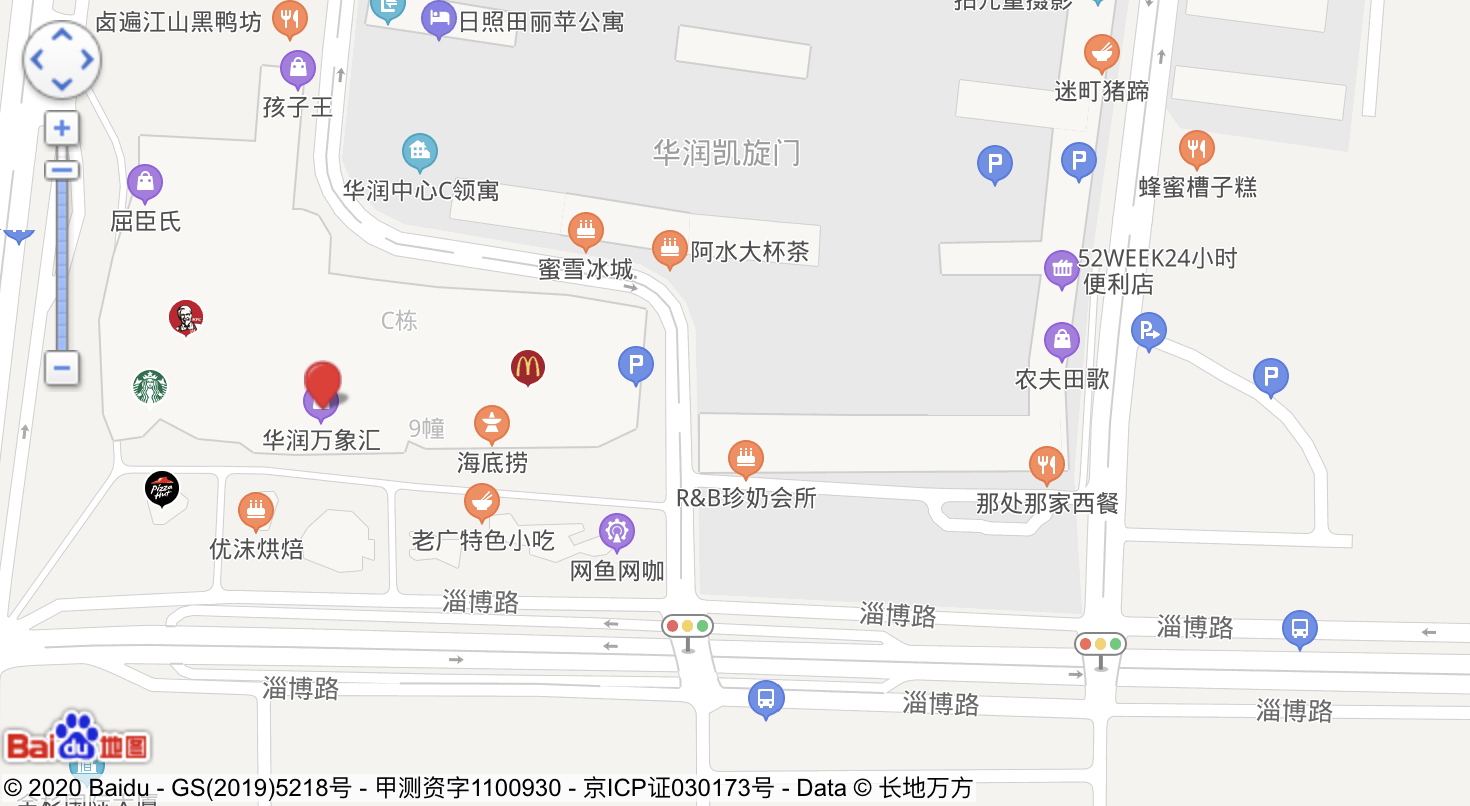 拾儿童摄影
卤遍江山黑鸭坊
日照田丽苹公寓
迷町猪蹄
孩子王
华润凯旋门
华润中心C领寓
蜂蜜槽子糕
屈臣氏
阿水大杯茶
蜜雪冰城
52WEEK24小时
便利店
KFC
C栋
农夫田歌
9幢
华润万象汇
海底捞
Pizza
Hut
R&B珍奶会所
那处那家西餐
优沫烘焙
老广特色小吃
网鱼网咖
淄博路
淄博路
淄博路
淄博路
淄博路
淄博路
Bai du 地图
© 2020 Baidu - GS(2019)5218号 - 甲测资字1100930 - 京ICP证030173号 - Data © 长地万方